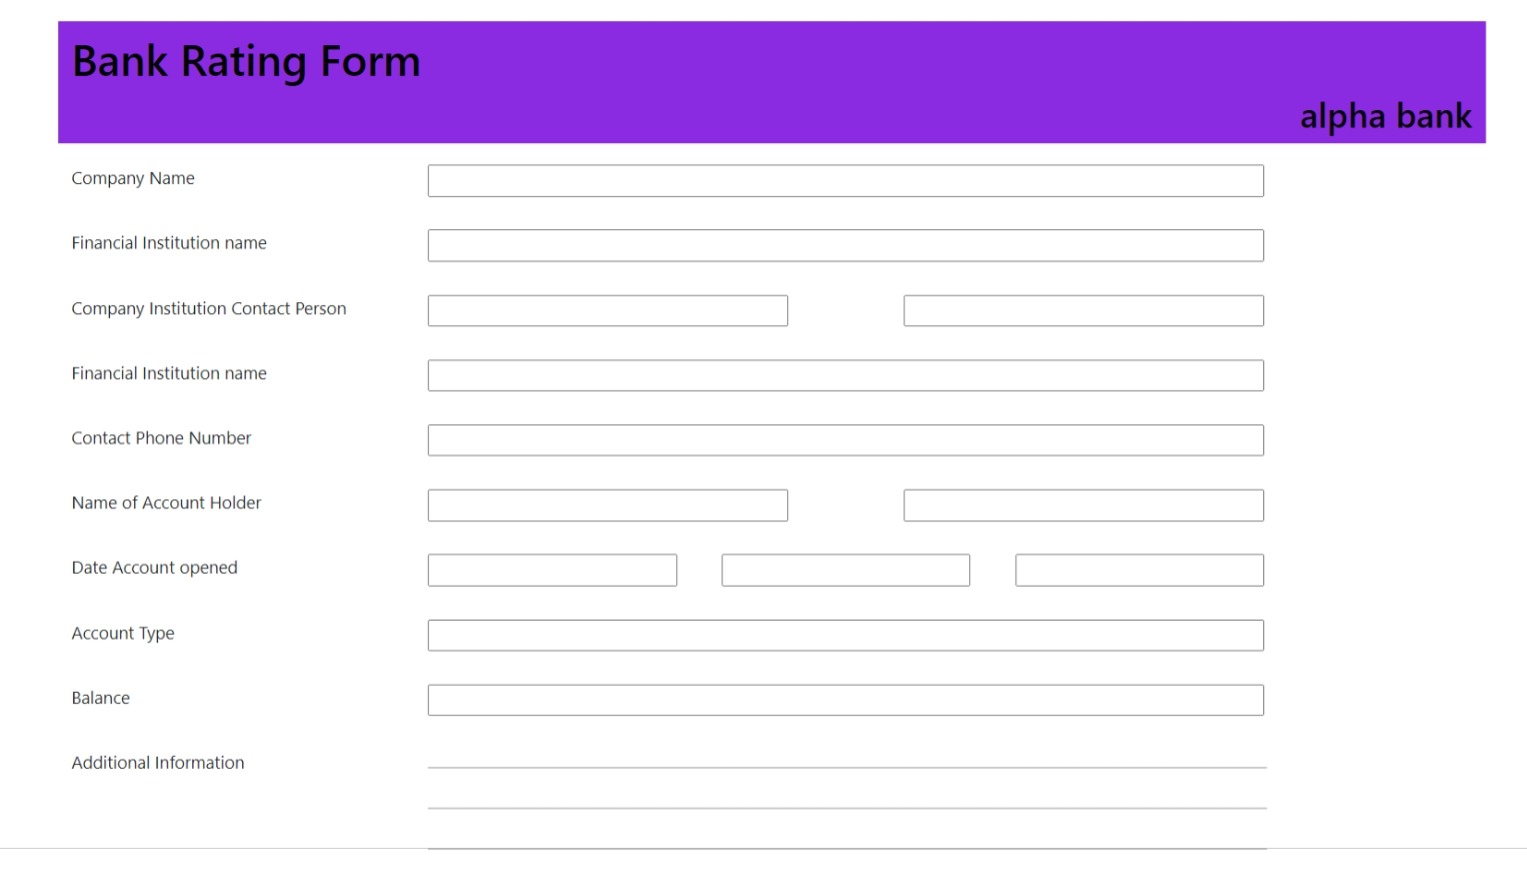 Bank Rating Form
alpha bank
Company Name
Financial Institution name
Company Institution Contact Person
Financial Institution name
Contact Phone Number
Name of Account Holder
Date Account opened
Account Type
Balance
Additional Information